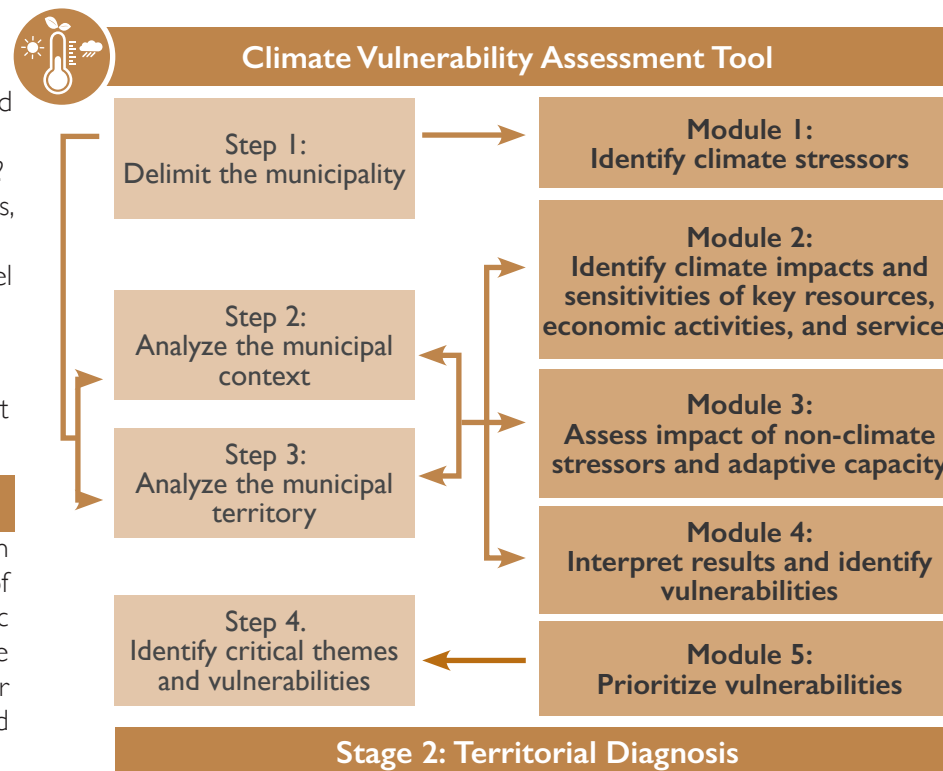 d
?
s,
el
t
n
of
c
e
r
d
Climate Vulnerability Assessment Tool
Step 1:
Delimit the municipality
Module 1:
Identify climate stressors
Module 2:
Identify climate impacts and
sensitivities of key resources,
economic activities, and service
Step 2:
Analyze the municipal
context
Module 3:
Assess impact of non-climate
stressors and adaptive capacity
Step 3:
Analyze the municipal
territory
Module 4:
Interpret results and identify
vulnerabilities
Step 4.
Identify critical themes
and vulnerabilities
Module 5:
Prioritize vulnerabilities
Stage 2: Territorial Diagnosis